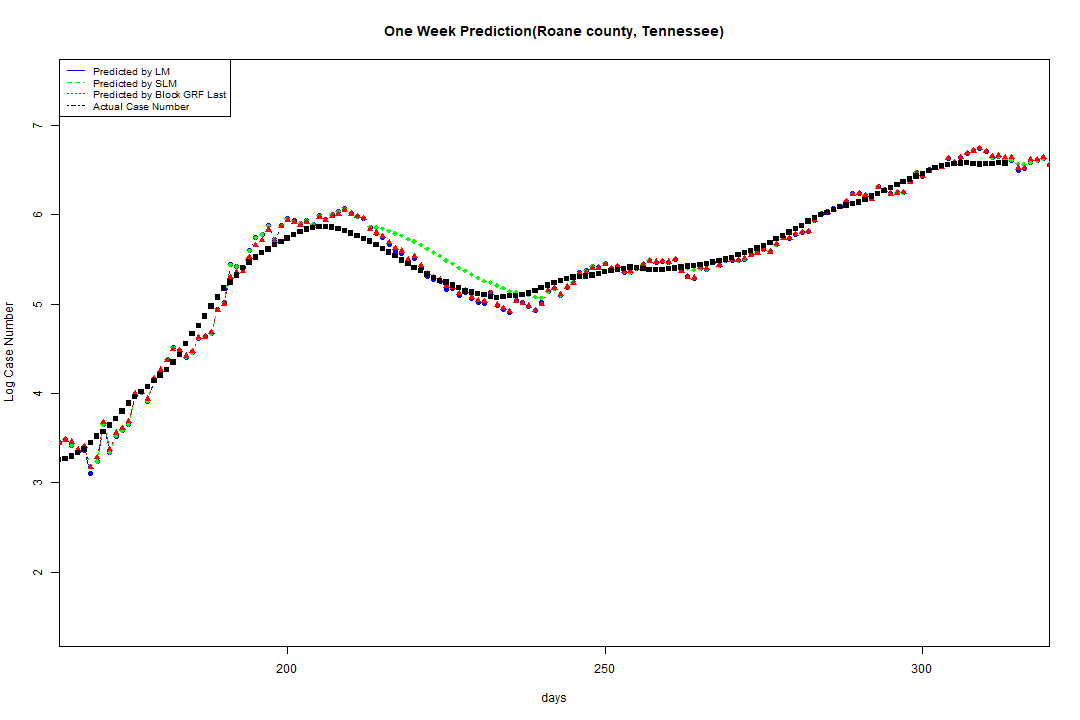 One Week Prediction(Roane county, Tennessee)
Predicted by LM
Predicted by SLM
Predicted by Block GRF Last
Actual Case Number
7
6
5
4
3
2
Log Case Number
200 250 300
days